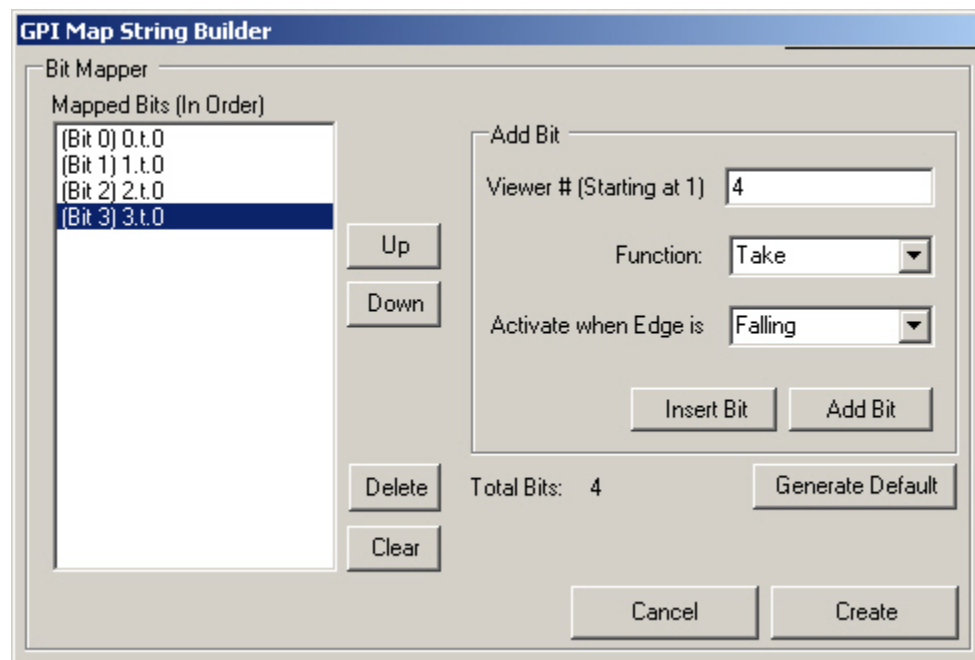 GPI Map String Builder
Bit Mapper
Mapped Bits (In Order)
(Bit 0) 0.t.0
(Bit 1) 1.t.0
(Bit 2) 2.t.0
(Bit 3) 3.t.0
Up
Down
Delete
Clear
Add Bit
Viewer # (Starting at 1) 4
Function: Take
Activate when Edge is Falling
Insert Bit Add Bit
Total Bits: 4
Generate Default
Cancel Create